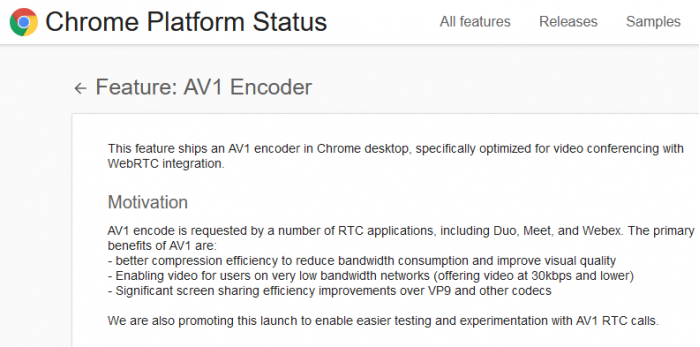 Chrome Platform Status
All features Releases Samples
← Feature: AV1 Encoder
This feature ships an AV1 encoder in Chrome desktop, specifically optimized for video conferencing with
WebRTC integration.
Motivation
AV1 encode is requested by a number of RTC applications, including Duo, Meet, and Webex. The primary
benefits of AV1 are:
- better compression efficiency to reduce bandwidth consumption and improve visual quality
- Enabling video for users on very low bandwidth networks (offering video at 30kbps and lower)
- Significant screen sharing efficiency improvements over VP9 and other codecs
We are also promoting this launch to enable easier testing and experimentation with AV1 RTC calls.